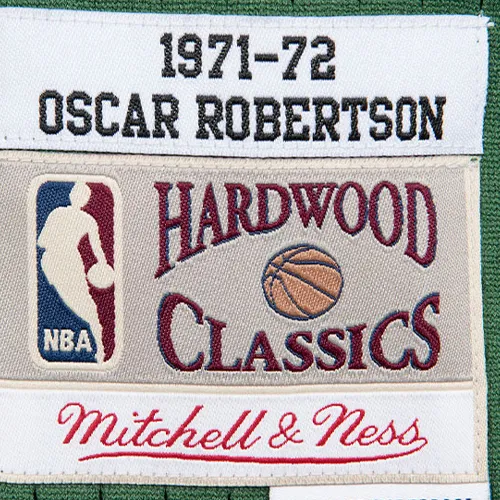 1971-72
OSCAR ROBERTSON
HARDWOOD
NBA
CLASSICS
Mitchell & Ness